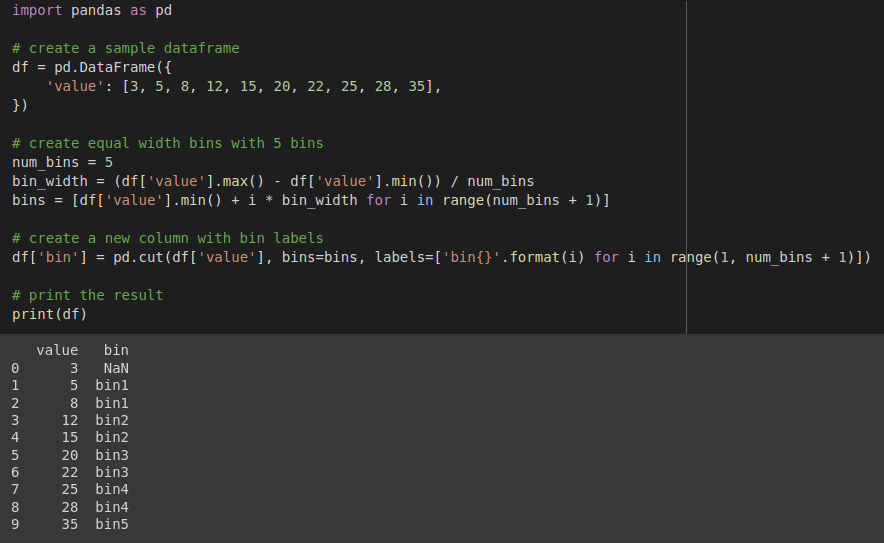 import pandas as pd
# create a sample dataframe
df = pd.DataFrame({
    'value': [3, 5, 8, 12, 15, 20, 22, 25, 28, 35],
})
# create equal width bins with 5 bins
num_bins = 5
bin_width = (df['value'].max() - df['value'].min()) / num_bins
bins = [df['value'].min() + i * bin_width for i in range(num_bins + 1)]
# create a new column with bin labels
df['bin'] = pd.cut(df['value'], bins=bins, labels=['bin{}'.format(i) for i in range(1, num_bins + 1)])
# print the result
print(df)
   value   bin
0      3   NaN
1      5  bin1
2      8  bin1
3     12  bin2
4     15  bin2
5     20  bin3
6     22  bin3
7     25  bin4
8     28  bin4
9     35  bin5